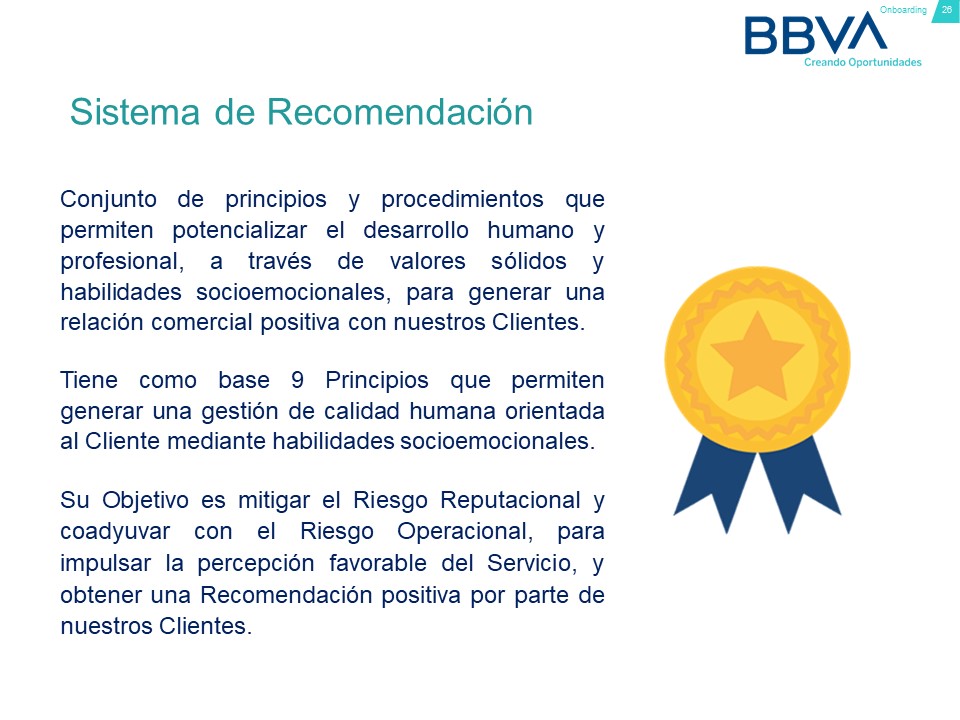 Onboarding 26
BBVA
Creando Oportunidades
Sistema de Recomendación
Conjunto de principios y procedimientos que
permiten potencializar el desarrollo humano y
profesional, a través de valores sólidos y
habilidades socioemocionales, para generar una
relación comercial positiva con nuestros Clientes.
Tiene como base 9 Principios que permiten
generar una gestión de calidad humana orientada
al Cliente mediante habilidades socioemocionales.
Su Objetivo es mitigar el Riesgo Reputacional y
coadyuvar con el Riesgo Operacional, para
impulsar la percepción favorable del Servicio, y
obtener una Recomendación positiva por parte de
nuestros Clientes.